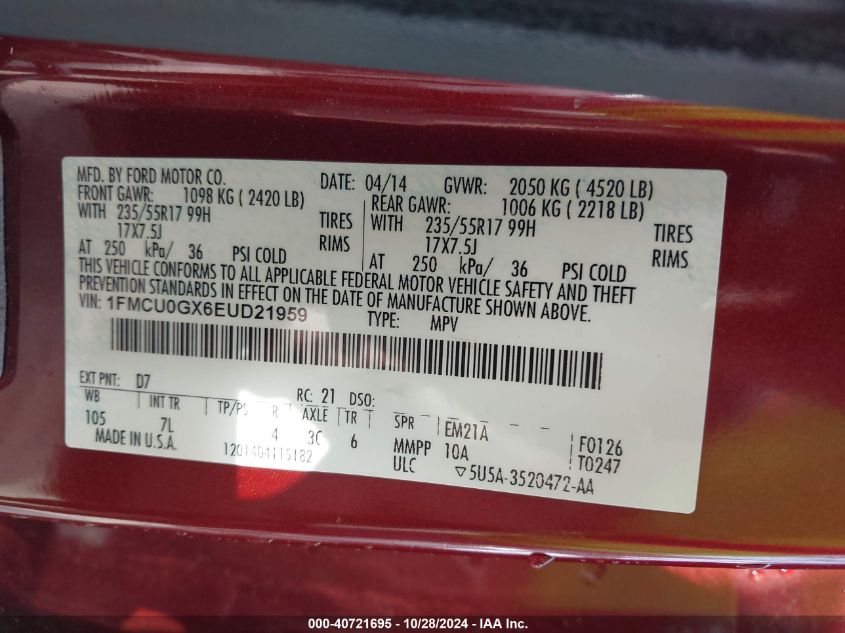 MFD. BY FORD MOTOR CO.
DATE: 04/14 GVWR: 2050 KG ( 4520 LB)
FRONT GAWR: 1098 KG ( 2420 LB)
REAR GAWR: 1006 KG ( 2218 LB)
WITH 235/55R17 99H TIRES
WITH 235/55R17 99H TIRES
17X7.5J RIMS
17X7.5J RIMS
AT 250 kPa/ 36 PSI COLD
AT 250 kPa/ 36 PSI COLD
THIS VEHICLE CONFORMS TO ALL APPLICABLE FEDERAL MOTOR VEHICLE SAFETY AND THEFT
PREVENTION STANDARDS IN EFFECT ON THE DATE OF MANUFACTURE SHOWN ABOVE.
VIN: 1FMCU0GX6EUD21959 TYPE: MPV
EXT PNT: D7 RC: 21 DSO:
WB INT TR TP/PS R AXLE TR SPR EM21A F0126
105 7L 4 3C 6 MMPP 10A T0247
MADE IN U.S.A. 1201404115182 ULC 5U5A-3520472-AA
000-40721695 - 10/28/2024 - IAA Inc.